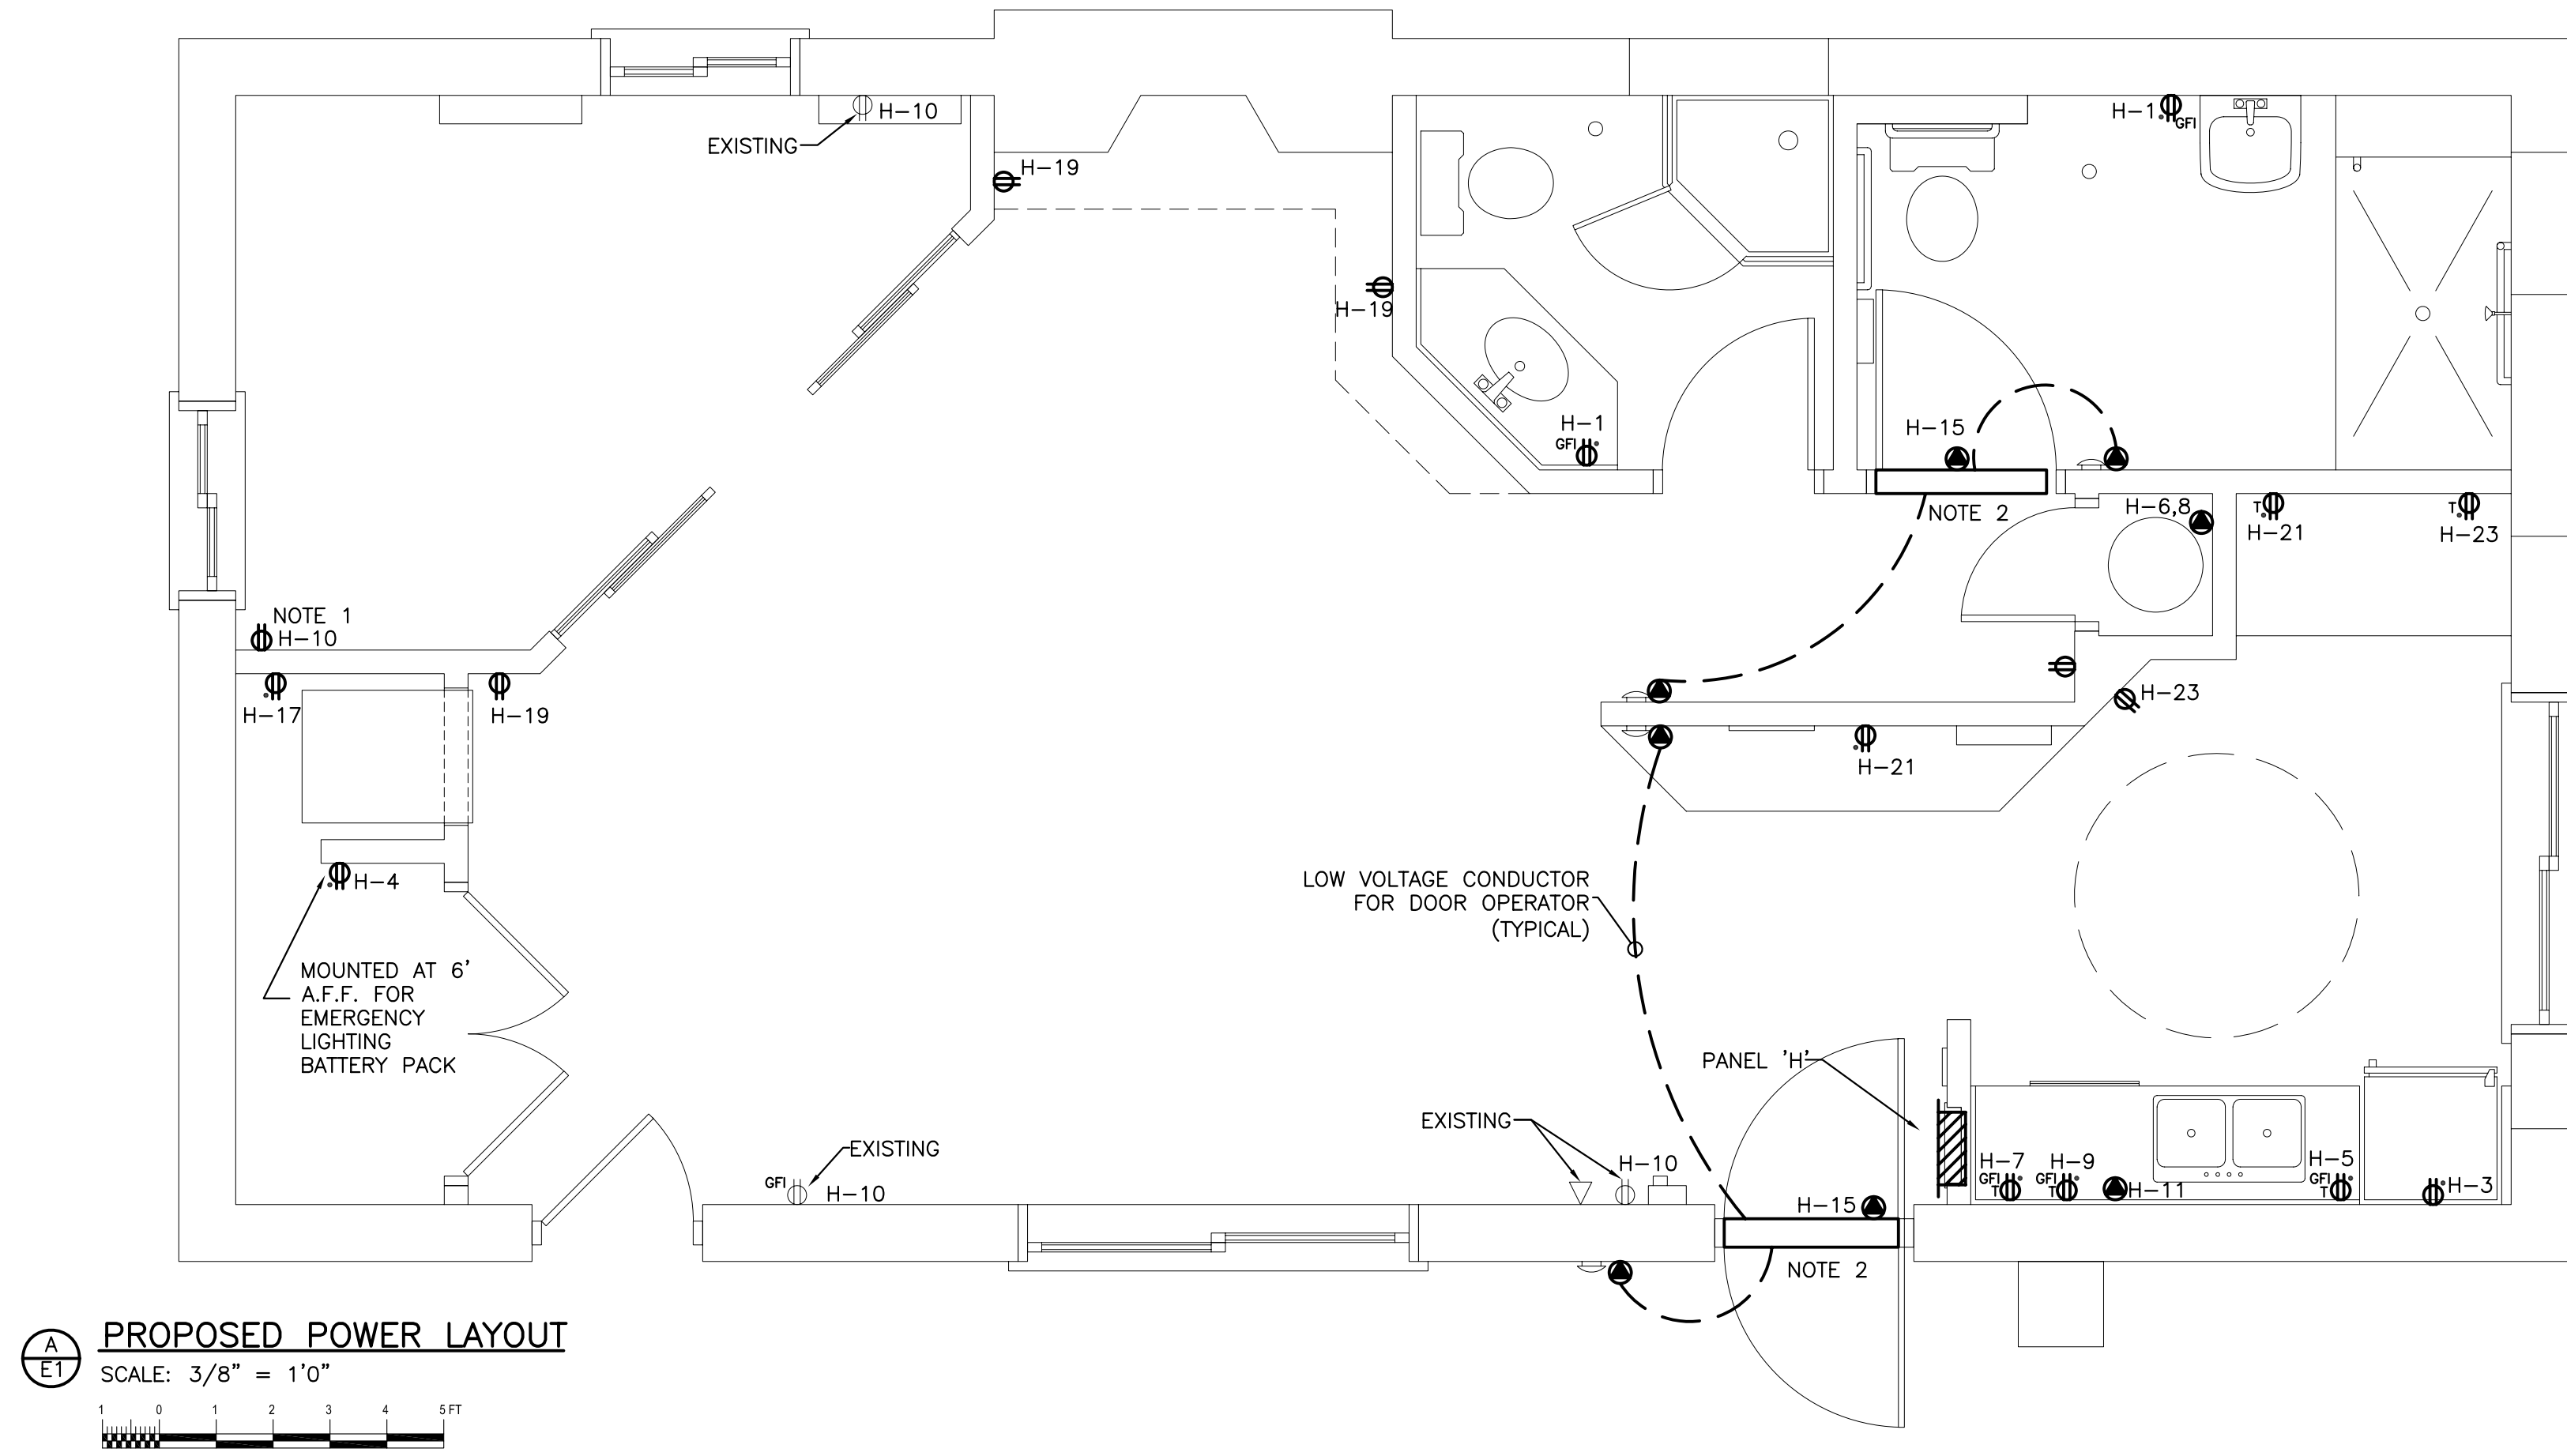 H-10
EXISTING
H-19
H-19
H-1
GFI
H-1
GFI
H-15
NOTE 2
H-6,8
T
H-21
T
H-23
NOTE 1
H-10
H-17
H-19
H-23
H-21
H-4
MOUNTED AT 6'
A.F.F. FOR
EMERGENCY
LIGHTING
BATTERY PACK
LOW VOLTAGE CONDUCTOR
FOR DOOR OPERATOR
(TYPICAL)
PANEL 'H'
EXISTING
GFI
H-10
EXISTING
H-10
H-15
NOTE 2
H-7
GFI
T
H-9
GFI
T
H-11
H-5
GFI
T
H-3
A
E1
PROPOSED POWER LAYOUT
SCALE: 3/8" = 1'0"
1 0 1 2 3 4 5 FT